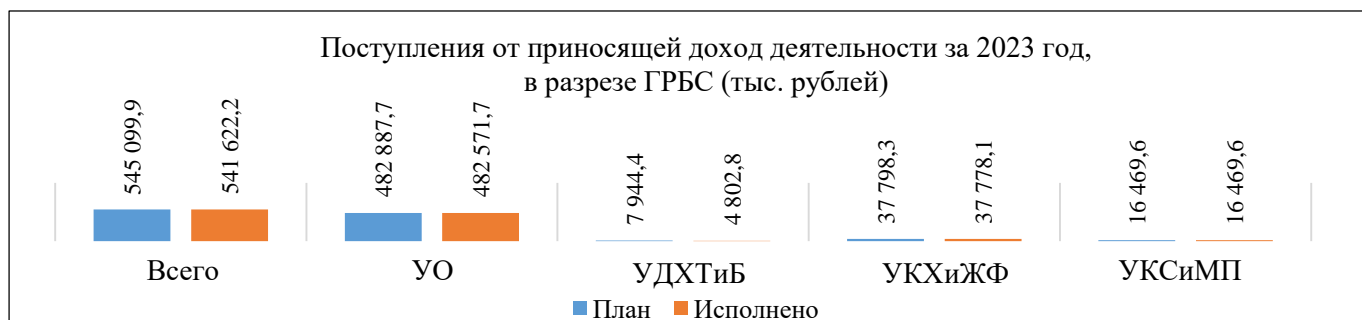 Поступления от приносящей доход деятельности за 2023 год,
в разрезе ГРБС (тыс. рублей)
545 099,9
541 622,2
482 887,7
482 571,7
7 944,4
4 802,8
37 798,3
37 778,1
16 469,6
16 469,6
Всего
УО
УДХТиБ
УКХиЖФ
УКСиМП
План
Исполнено